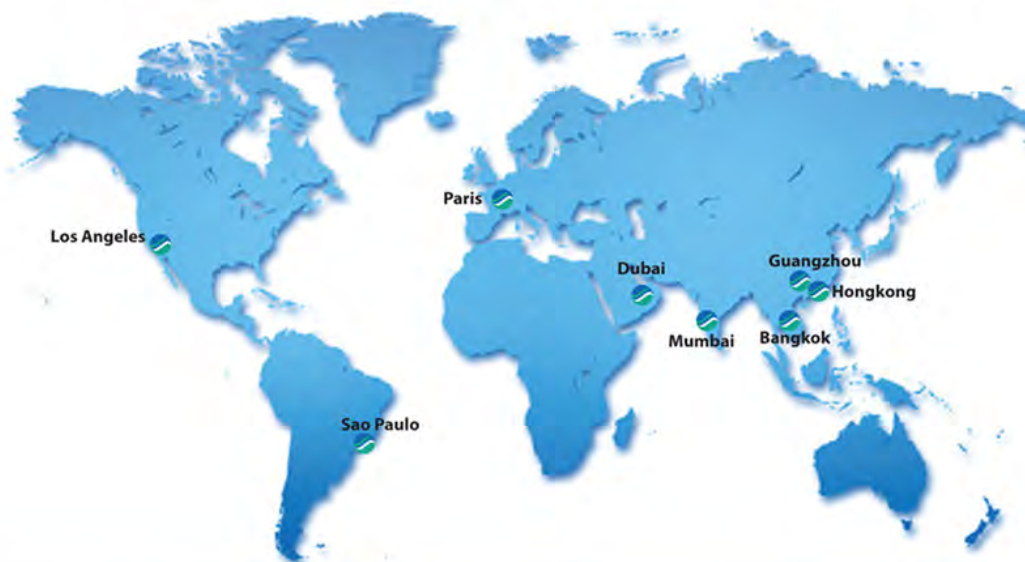 Paris
Los Angeles
Guangzhou
Dubai
Hongkong
Mumbai
Bangkok
Sao Paulo